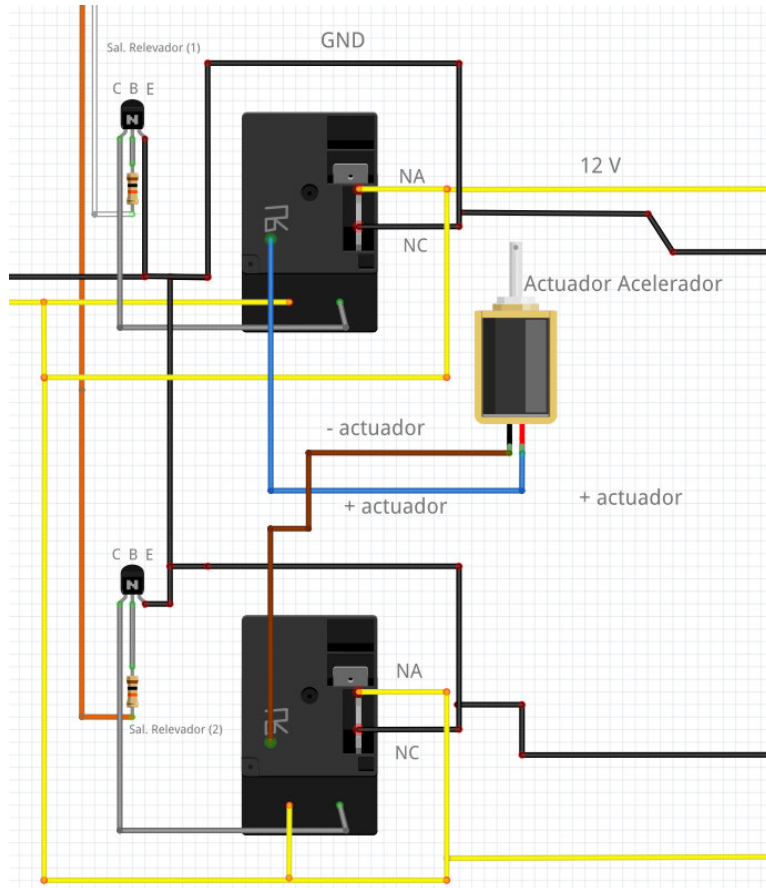 GND
Sal. Relevador (1)
C B E
NA
12 V
NC
Actuador Acelerador
- actuador
+ actuador
+ actuador
C B E
NA
Sal. Relevador (2)
NC